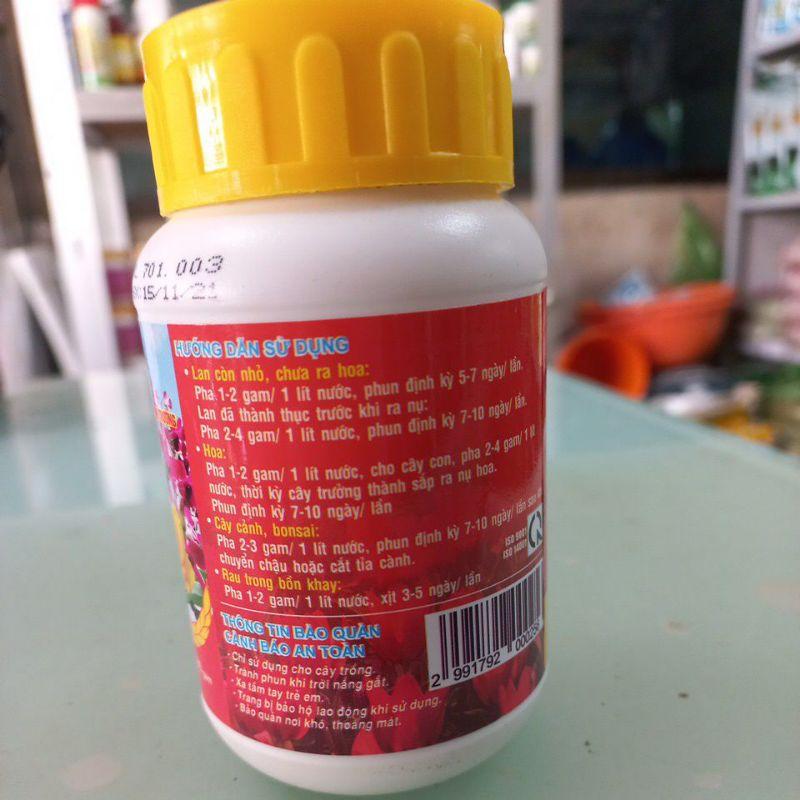 701. 003
15/11/21
HƯỚNG DẪN SỬ DỤNG
• Lan còn nhỏ, chưa ra hoa:
Pha 1-2 gam/ 1 lít nước, phun định kỳ 5-7 ngày/ lần.
Lan đã thành thục trước khi ra nụ:
Pha 2-4 gam/ 1 lít nước, phun định kỳ 7-10 ngày/ lần.
• Hoa:
Pha 1-2 gam/ 1 lít nước, cho cây con, pha 2-4 gam/ 1 lít
nước, thời kỳ cây trưởng thành sắp ra nụ hoa.
Phun định kỳ 7-10 ngày/ lần
• Cây cảnh, bonsai:
Pha 2-3 gam/ 1 lít nước, phun định kỳ 7-10 ngày/ lần sau
chuyển chậu hoặc cắt tỉa cành.
• Rau trong bồn khay:
Pha 1-2 gam/ 1 lít nước, xịt 3-5 ngày/ lần
ISO 9001
ISO 14001
THÔNG TIN BẢO QUẢN
CẢNH BÁO AN TOÀN
- Chỉ sử dụng cho cây trồng.
- Tránh phun khi trời nắng gắt.
- Xa tầm tay trẻ em.
- Trang bị bảo hộ lao động khi sử dụng.
- Bảo quản nơi khô, thoáng mát.
2 991792